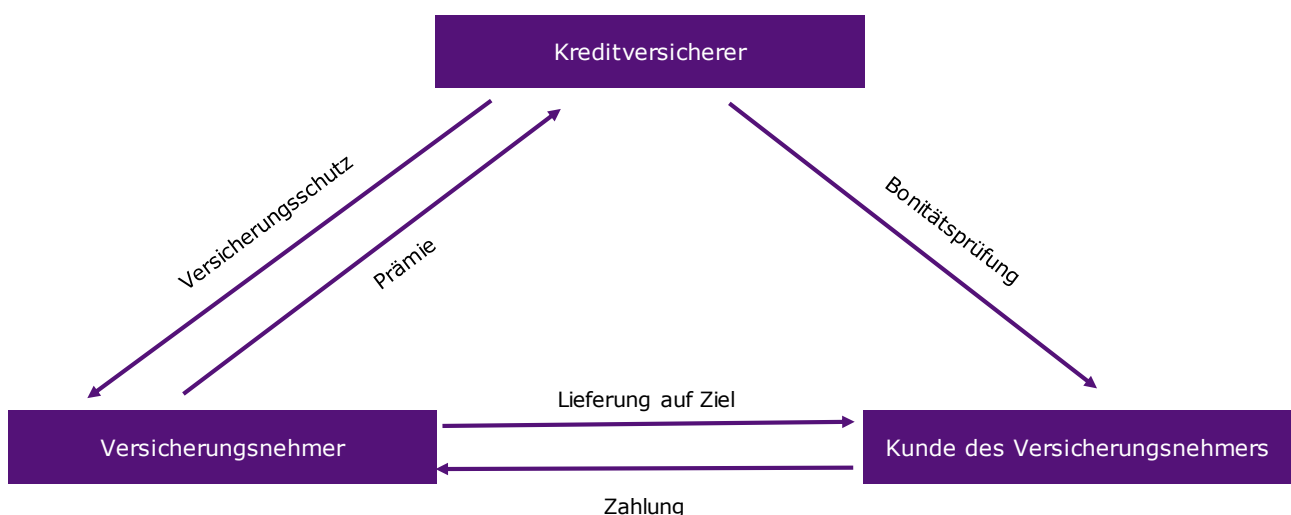 Kreditversicherer
Versicherungsschutz
Prämie
Bonitätsprüfung
Lieferung auf Ziel
Versicherungsnehmer
Kunde des Versicherungsnehmers
Zahlung